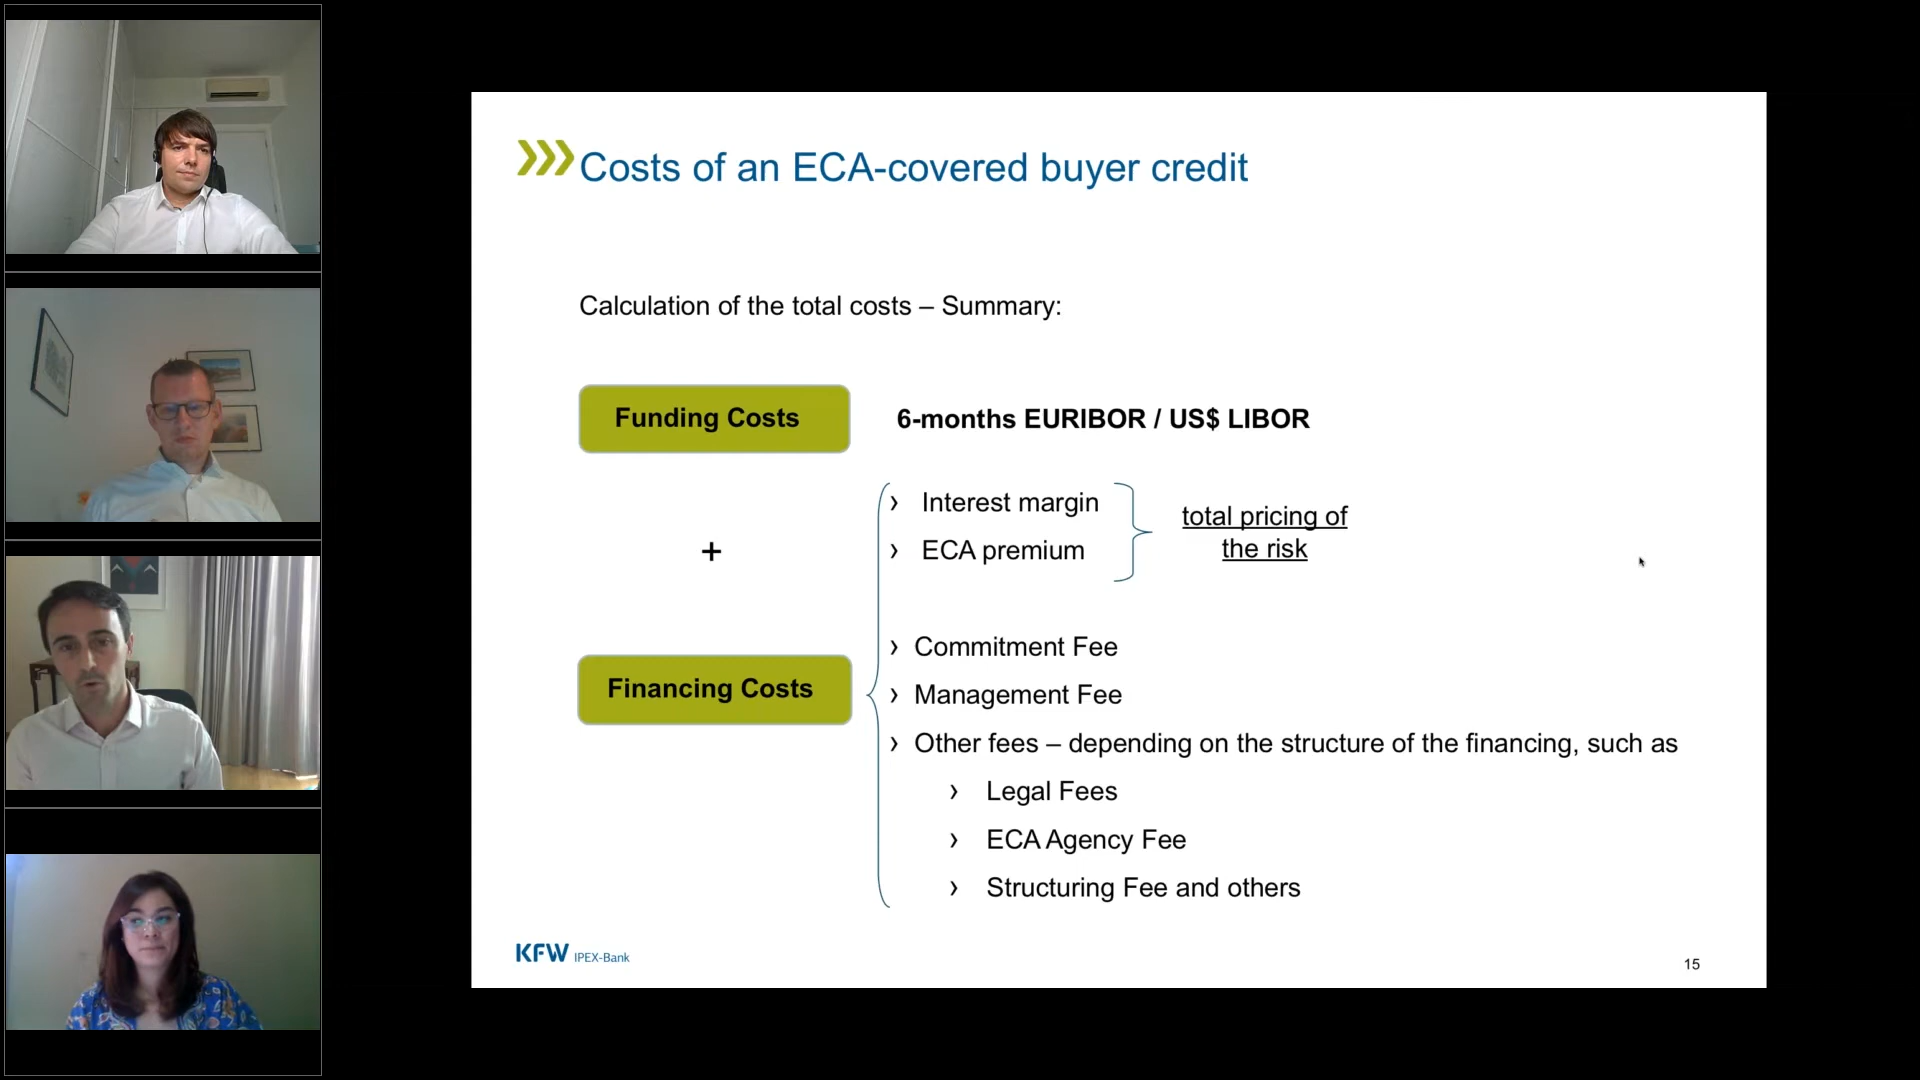 Costs of an ECA-covered buyer credit
Calculation of the total costs – Summary:
Funding Costs
6-months EURIBOR / US$ LIBOR
+
› Interest margin
› ECA premium
total pricing of
the risk
Financing Costs
› Commitment Fee
› Management Fee
› Other fees – depending on the structure of the financing, such as
› Legal Fees
› ECA Agency Fee
› Structuring Fee and others
KFW IPEX-Bank
15